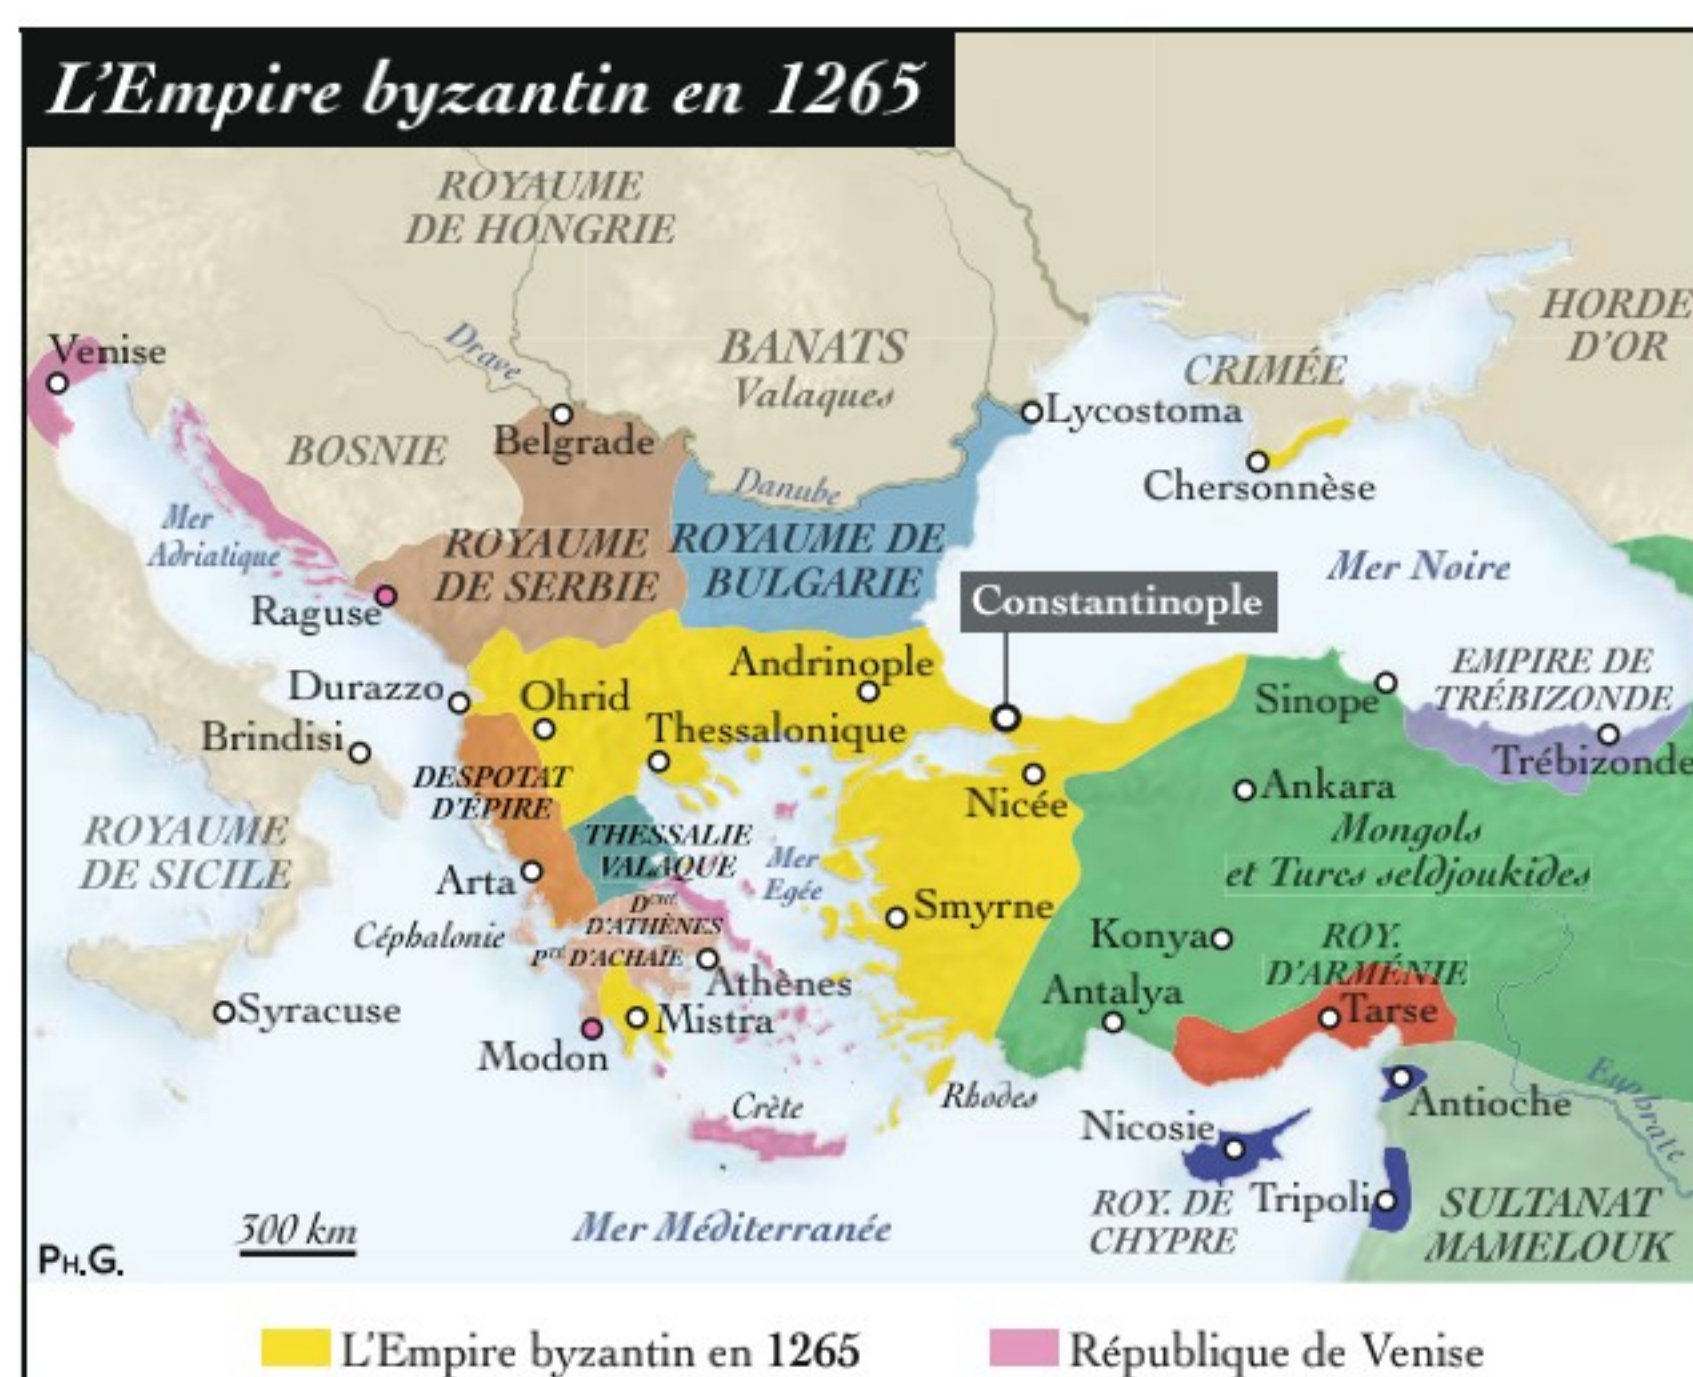 L'Empire byzantin en 1265
ROYAUME
DE HONGRIE
HORDE
D'OR
Venise
Drave
BANATS
Valaques
CRIMÉE
Lycostoma
BOSNIE
Belgrade
Danube
Chersonnèse
Mer
Adriatique
ROYAUME
DE SERBIE
ROYAUME DE
BULGARIE
Mer Noire
Constantinople
Raguse
Andrinople
EMPIRE DE
TRÉBIZONDE
Durazzo
Ohrid
Sinope
Brindisi
Thessalonique
Trébizonde
DESPOTAT
D'ÉPIRE
Nicée
Ankara
ROYAUME
DE SICILE
THESSALIE
VALAQUE
Mer
Egée
Mongols
et Turcs seldjoukides
Arta
DCHÉ
D'ATHÈNES
Smyrne
Céphalonie
PTÉ D'ACHAÏE
Konya
ROY.
D'ARMÉNIE
Athènes
Antalya
Syracuse
Mistra
Tarse
Modon
Rhodes
Crète
Antioche
Euphrate
Nicosie
ROY. DE
CHYPRE
Tripoli
SULTANAT
MAMELOUK
300 km
Mer Méditerranée
PH.G.
L'Empire byzantin en 1265
République de Venise